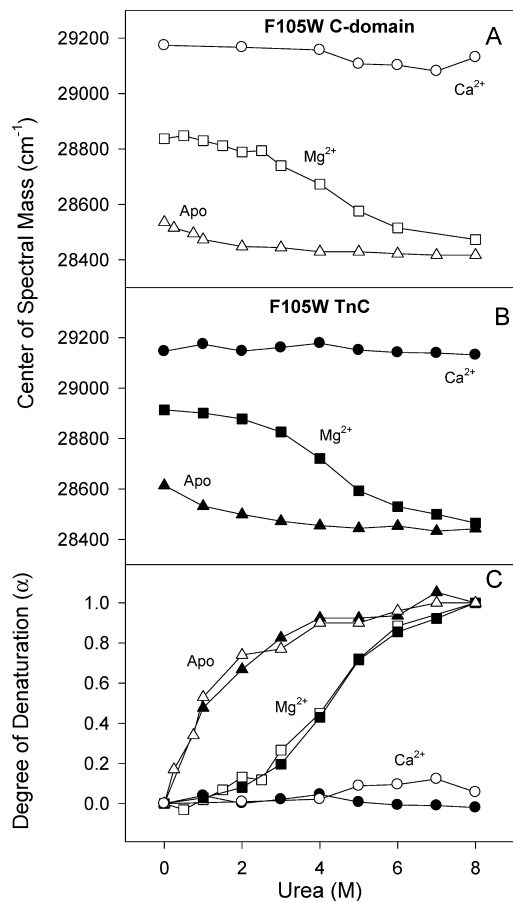 F105W C-domain
A
29200
29000
28800
28600
28400
Ca²⁺
Mg²⁺
Apo
F105W TnC
B
29200
29000
28800
28600
28400
Ca²⁺
Mg²⁺
Apo
Center of Spectral Mass (cm⁻¹)
C
1.0
0.8
0.6
0.4
0.2
0.0
Apo
Mg²⁺
Ca²⁺
Degree of Denaturation (α)
0 2 4 6 8
Urea (M)